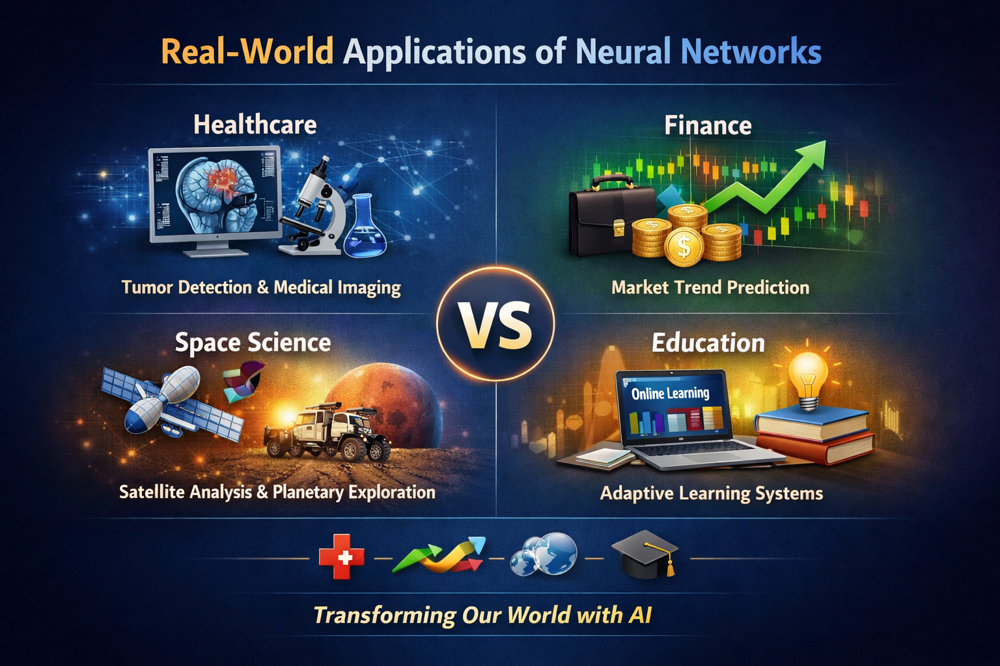 Real-World Applications of Neural Networks
Healthcare
Tumor Detection & Medical Imaging
Finance
$ $ $ $
Market Trend Prediction
VS
Space Science
Satellite Analysis & Planetary Exploration
Education
Online Learning
Adaptive Learning Systems
Transforming Our World with AI